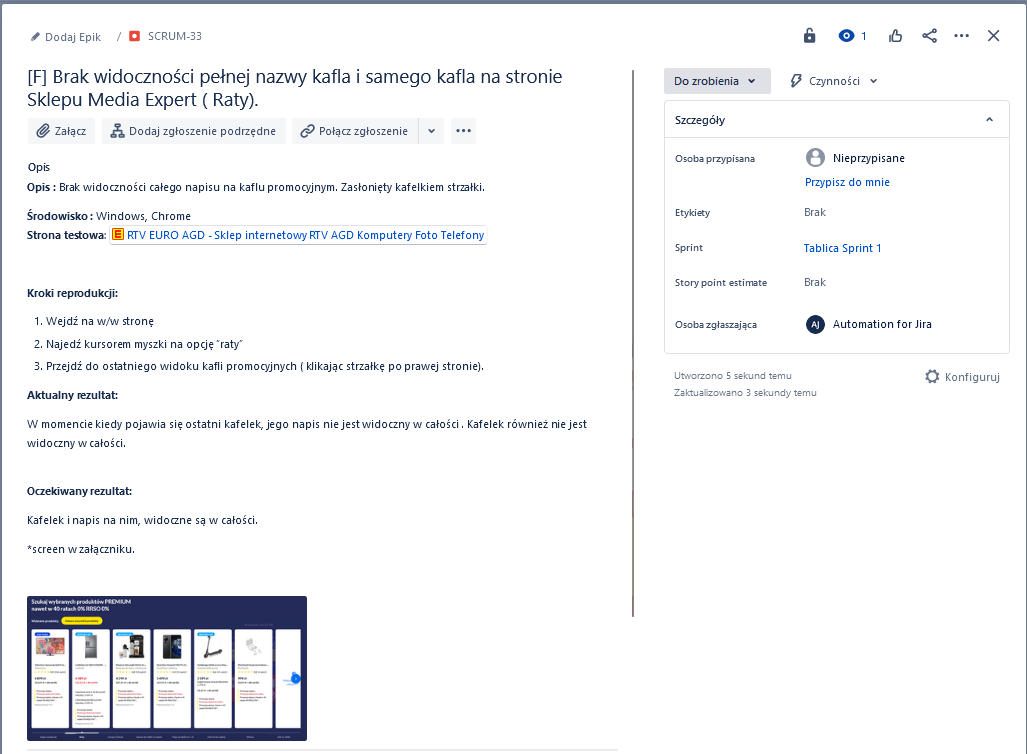 Dodaj Epik / SCRUM-33
1
[F] Brak widoczności pełnej nazwy kafla i samego kafla na stronie
Sklepu Media Expert ( Raty).
Załącz Dodaj zgłoszenie podrzędne Połącz zgłoszenie
Opis
Opis : Brak widoczności całego napisu na kaflu promocyjnym. Zasłonięty kafelkiem strzałki.
Środowisko : Windows, Chrome
Strona testowa: RTV EURO AGD - Sklep internetowy RTV AGD Komputery Foto Telefony
Kroki reprodukcji:
1. Wejdź na w/w stronę
2. Najedź kursorem myszki na opcję “raty”
3. Przejdź do ostatniego widoku kafli promocyjnych ( klikając strzałkę po prawej stronie).
Aktualny rezultat:
W momencie kiedy pojawia się ostatni kafelek, jego napis nie jest widoczny w całości . Kafelek również nie jest
widoczny w całości.
Oczekiwany rezultat:
Kafelek i napis na nim, widoczne są w całości.
*screen w załączniku.
Szukaj wybranych produktów PREMIUM
nawet w 40 ratach 0% RRSO 0%
Do zrobienia Czynności
Szczegóły
Osoba przypisana Nieprzypisane
Przypisz do mnie
Etykiety Brak
Sprint Tablica Sprint 1
Story point estimate Brak
Osoba zgłaszająca AJ Automation for Jira
Utworzono 5 sekund temu Konfiguruj
Zaktualizowano 3 sekundy temu